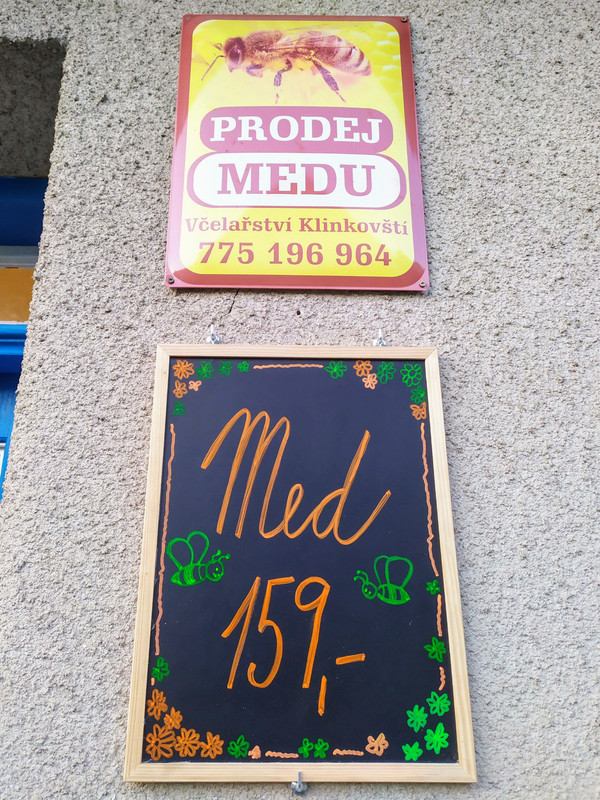 PRODEJ
MEDU
Včelařství Klinkovští
775 196 964
Med
159,-